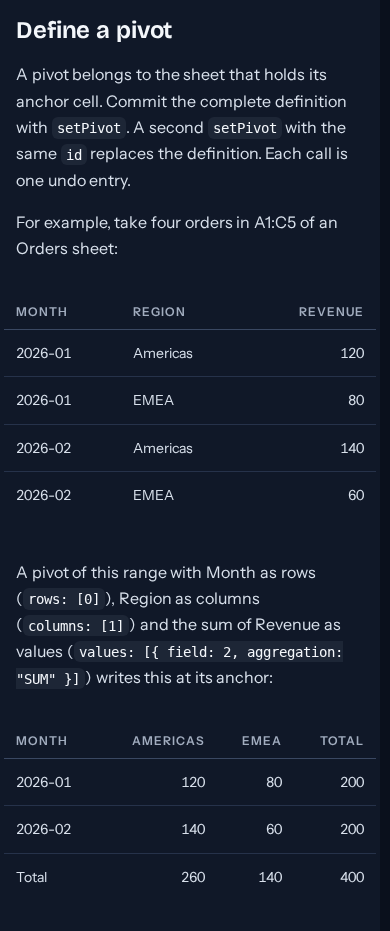 Define a pivot
A pivot belongs to the sheet that holds its
anchor cell. Commit the complete definition
with setPivot. A second setPivot with the
same id replaces the definition. Each call is
one undo entry.
For example, take four orders in A1:C5 of an
Orders sheet:
MONTH REGION REVENUE
2026-01 Americas 120
2026-01 EMEA 80
2026-02 Americas 140
2026-02 EMEA 60
A pivot of this range with Month as rows
(rows: [0]), Region as columns
(columns: [1]) and the sum of Revenue as
values (values: [{ field: 2, aggregation:
"SUM" }]) writes this at its anchor:
MONTH AMERICAS EMEA TOTAL
2026-01 120 80 200
2026-02 140 60 200
Total 260 140 400